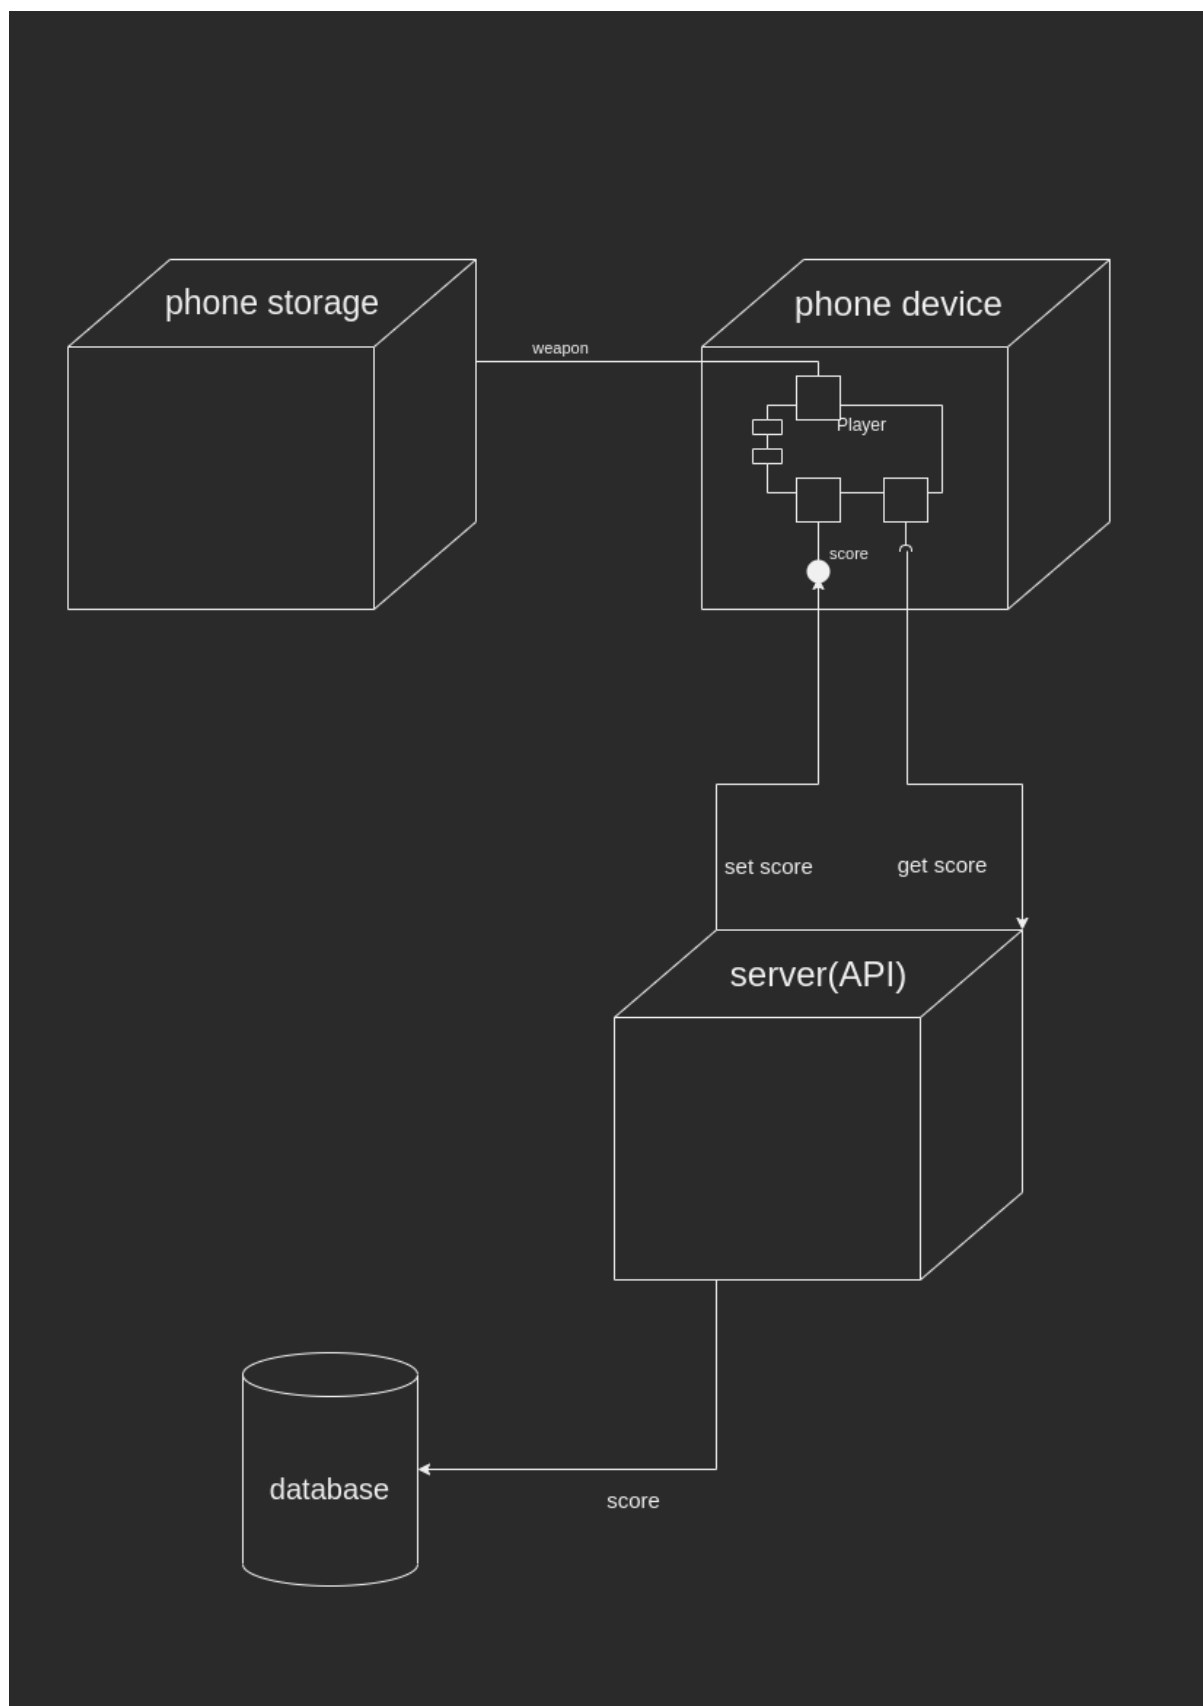 phone storage
phone device
weapon
Player
score
set score
get score
server(API)
database
score